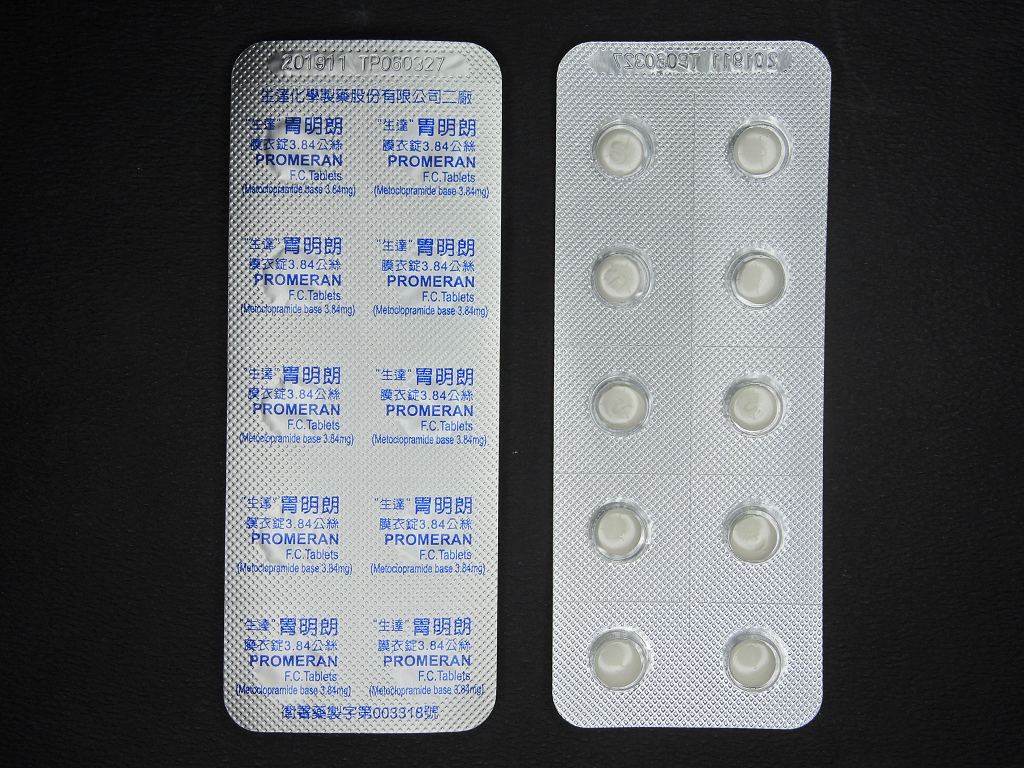 201911 TP060327
生達化學製藥股份有限公司二廠
"生達"胃明朗 "生達"胃明朗
膜衣錠3.84公絲 膜衣錠3.84公絲
PROMERAN PROMERAN
F.C.Tablets F.C.Tablets
(Metoclopramide base 3.84mg) (Metoclopramide base 3.84mg)
"生達"胃明朗 "生達"胃明朗
膜衣錠3.84公絲 膜衣錠3.84公絲
PROMERAN PROMERAN
F.C.Tablets F.C.Tablets
(Metoclopramide base 3.84mg) (Metoclopramide base 3.84mg)
"生達"胃明朗 "生達"胃明朗
膜衣錠3.84公絲 膜衣錠3.84公絲
PROMERAN PROMERAN
F.C.Tablets F.C.Tablets
(Metoclopramide base 3.84mg) (Metoclopramide base 3.84mg)
"生達"胃明朗 "生達"胃明朗
膜衣錠3.84公絲 膜衣錠3.84公絲
PROMERAN PROMERAN
F.C.Tablets F.C.Tablets
(Metoclopramide base 3.84mg) (Metoclopramide base 3.84mg)
"生達"胃明朗 "生達"胃明朗
膜衣錠3.84公絲 膜衣錠3.84公絲
PROMERAN PROMERAN
F.C.Tablets F.C.Tablets
(Metoclopramide base 3.84mg) (Metoclopramide base 3.84mg)
衛署藥製字第003318號
201911 TP060327